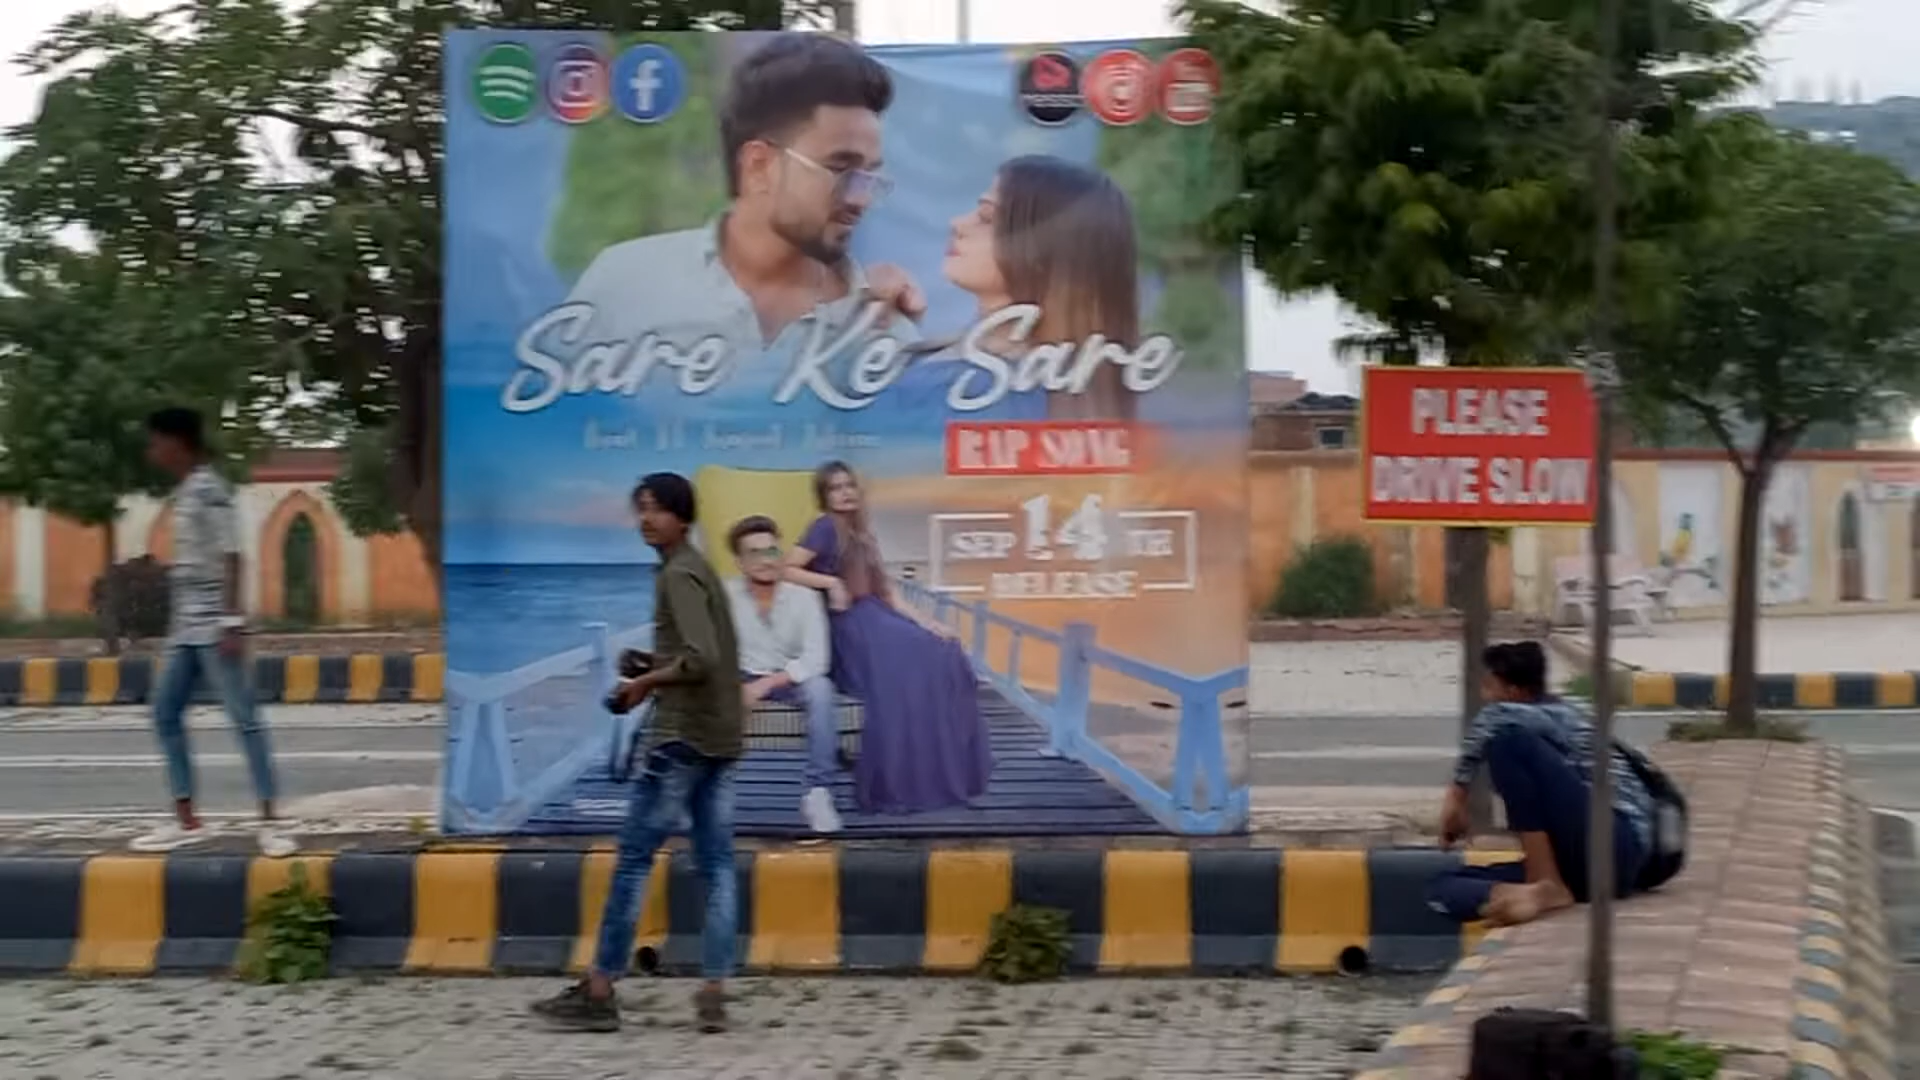 Sare Ke Sare
RAP SONG
SEP 14 TH
RELEASE
PLEASE
DRIVE SLOW